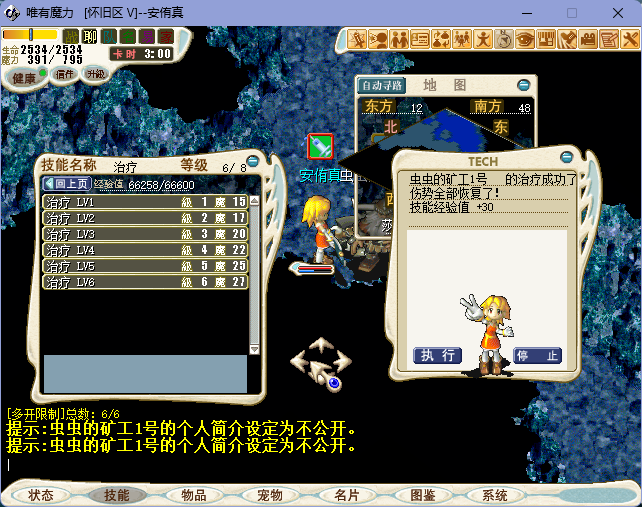 唯有魔力 [怀旧区 V]--安侑真
战 聊
生命 2534/2534
魔力 391/ 795
卡时 3:00
健康 信任 升级
自动寻路 地 图
东方 12 南方 48
北 东
安侑真
技能名称 治疗 等级 6/ 8
回上页 经验值 66258/66600
治疗 LV1 級 1 魔 15
治疗 LV2 級 2 魔 17
治疗 LV3 級 3 魔 20
治疗 LV4 級 4 魔 22
治疗 LV5 級 5 魔 25
治疗 LV6 級 6 魔 27
TECH
虫虫的矿工1号 的治疗成功了
伤势全部恢复了!
技能经验值 +30
执 行 停 止
[多开限制]总数: 6/6
提示:虫虫的矿工1号的个人简介设定为不公开。
提示:虫虫的矿工1号的个人简介设定为不公开。
状态 技能 物品 宠物 名片 图鉴 系统